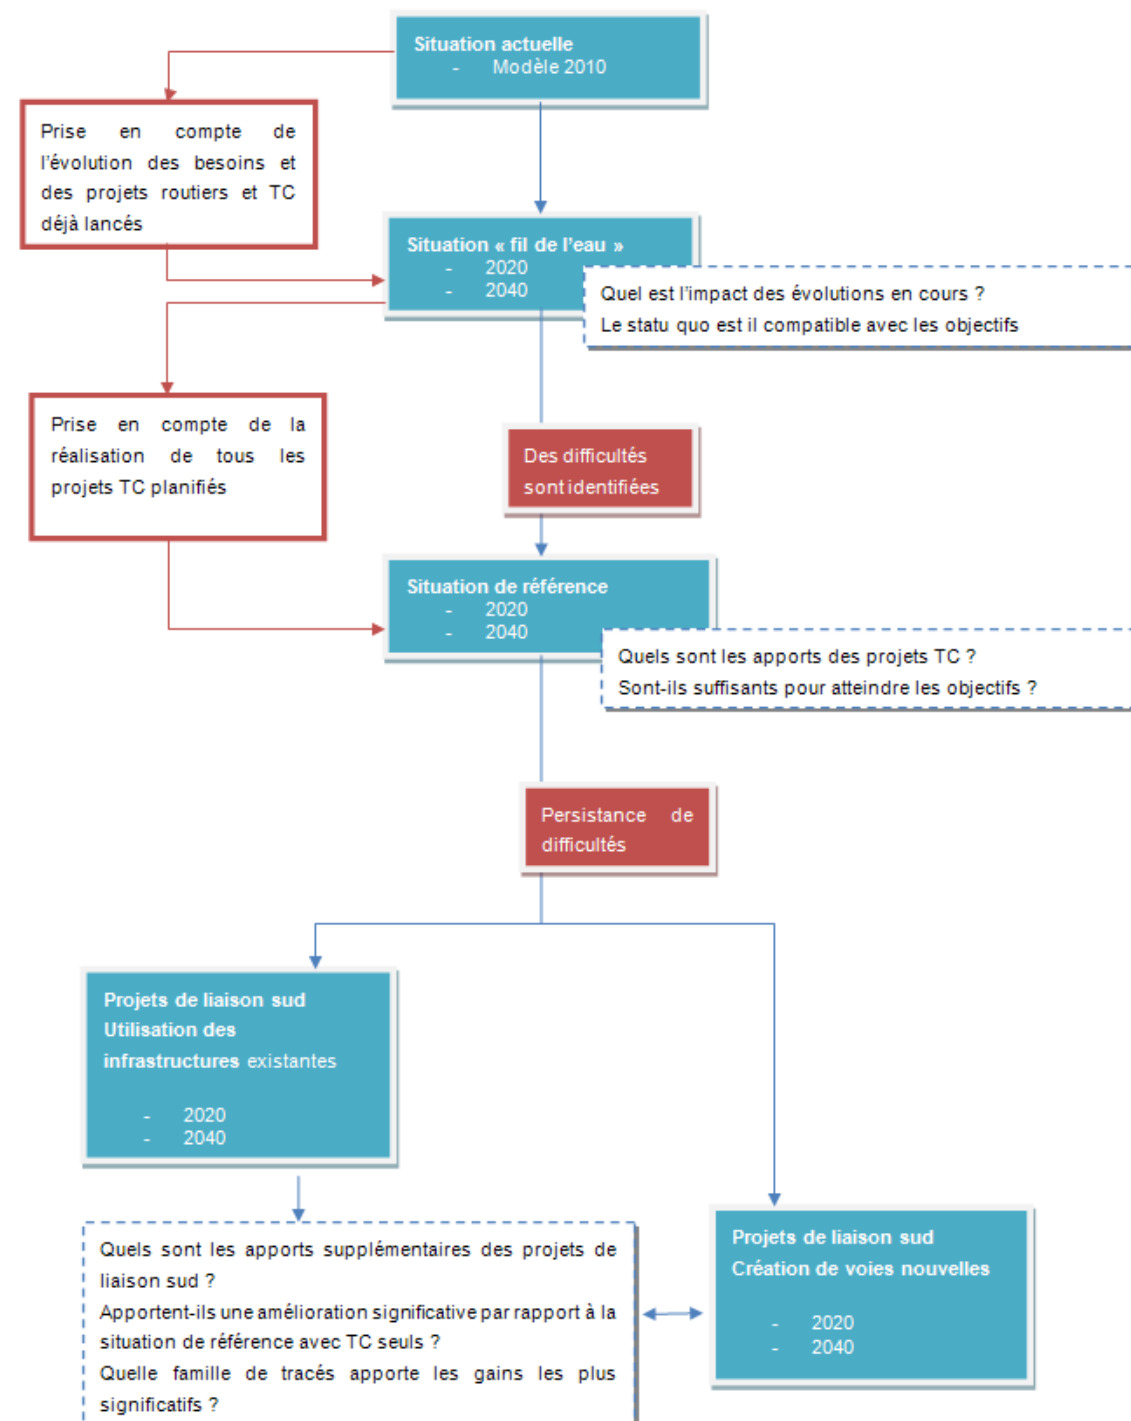 Situation actuelle
- Modèle 2010
Prise en compte de
l'évolution des besoins et
des projets routiers et TC
déjà lancés
Situation « fil de l'eau »
- 2020
- 2040
Quel est l'impact des évolutions en cours ?
Le statu quo est il compatible avec les objectifs
Prise en compte de la
réalisation de tous les
projets TC planifiés
Des difficultés
sont identifiées
Situation de référence
- 2020
- 2040
Quels sont les apports des projets TC ?
Sont-ils suffisants pour atteindre les objectifs ?
Persistance de
difficultés
Projets de liaison sud
Utilisation des
infrastructures existantes
- 2020
- 2040
Quels sont les apports supplémentaires des projets de
liaison sud ?
Apportent-ils une amélioration significative par rapport à la
situation de référence avec TC seuls ?
Quelle famille de tracés apporte les gains les plus
significatifs ?
Projets de liaison sud
Création de voies nouvelles
- 2020
- 2040